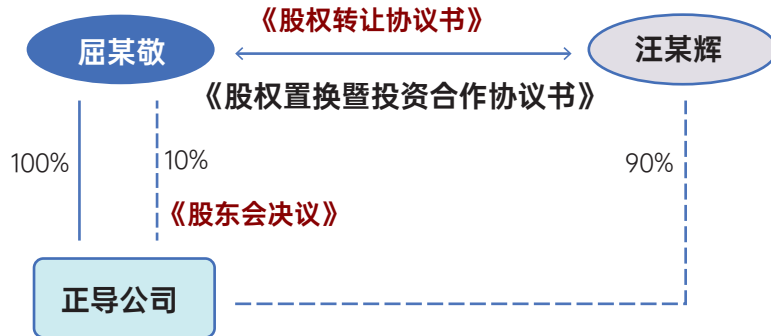 《股权转让协议书》
屈某敬
汪某辉
《股权置换暨投资合作协议书》
100%
10%
90%
《股东会决议》
正导公司